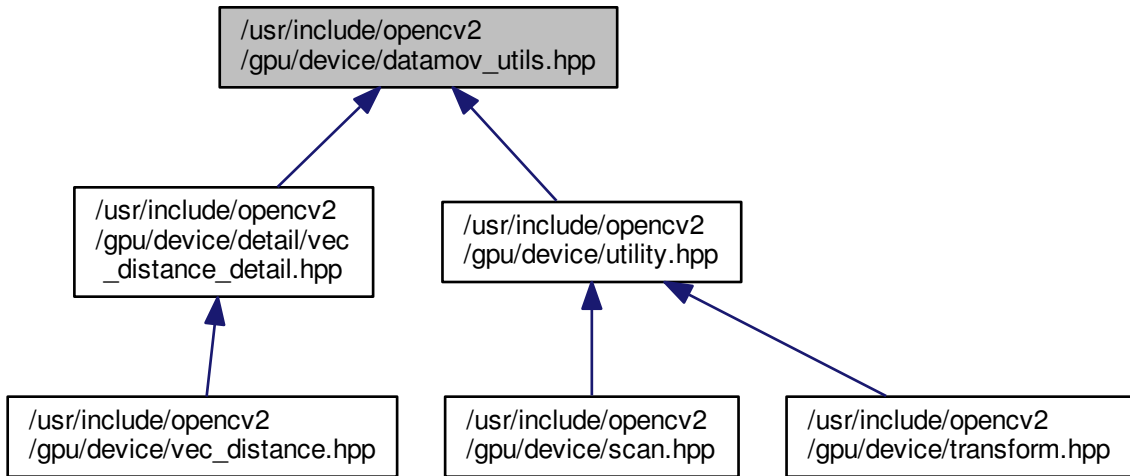 /usr/include/opencv2
/gpu/device/datamov_utils.hpp
/usr/include/opencv2
/gpu/device/detail/vec
_distance_detail.hpp
/usr/include/opencv2
/gpu/device/utility.hpp
/usr/include/opencv2
/gpu/device/vec_distance.hpp
/usr/include/opencv2
/gpu/device/scan.hpp
/usr/include/opencv2
/gpu/device/transform.hpp